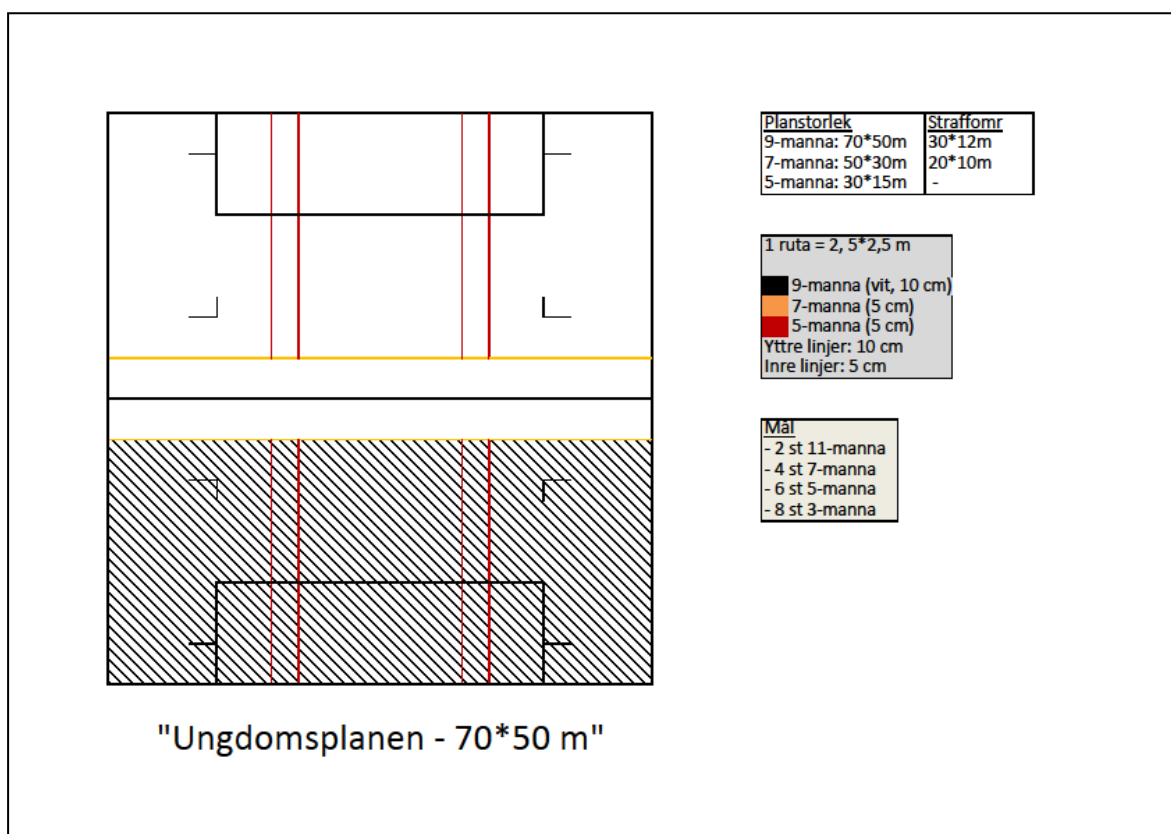 Planstorlek Straffomr
9-manna: 70*50m 30*12m
7-manna: 50*30m 20*10m
5-manna: 30*15m -
1 ruta = 2, 5*2,5 m
9-manna (vit, 10 cm)
7-manna (5 cm)
5-manna (5 cm)
Yttre linjer: 10 cm
Inre linjer: 5 cm
Mål
- 2 st 11-manna
- 4 st 7-manna
- 6 st 5-manna
- 8 st 3-manna
"Ungdomsplanen - 70*50 m"